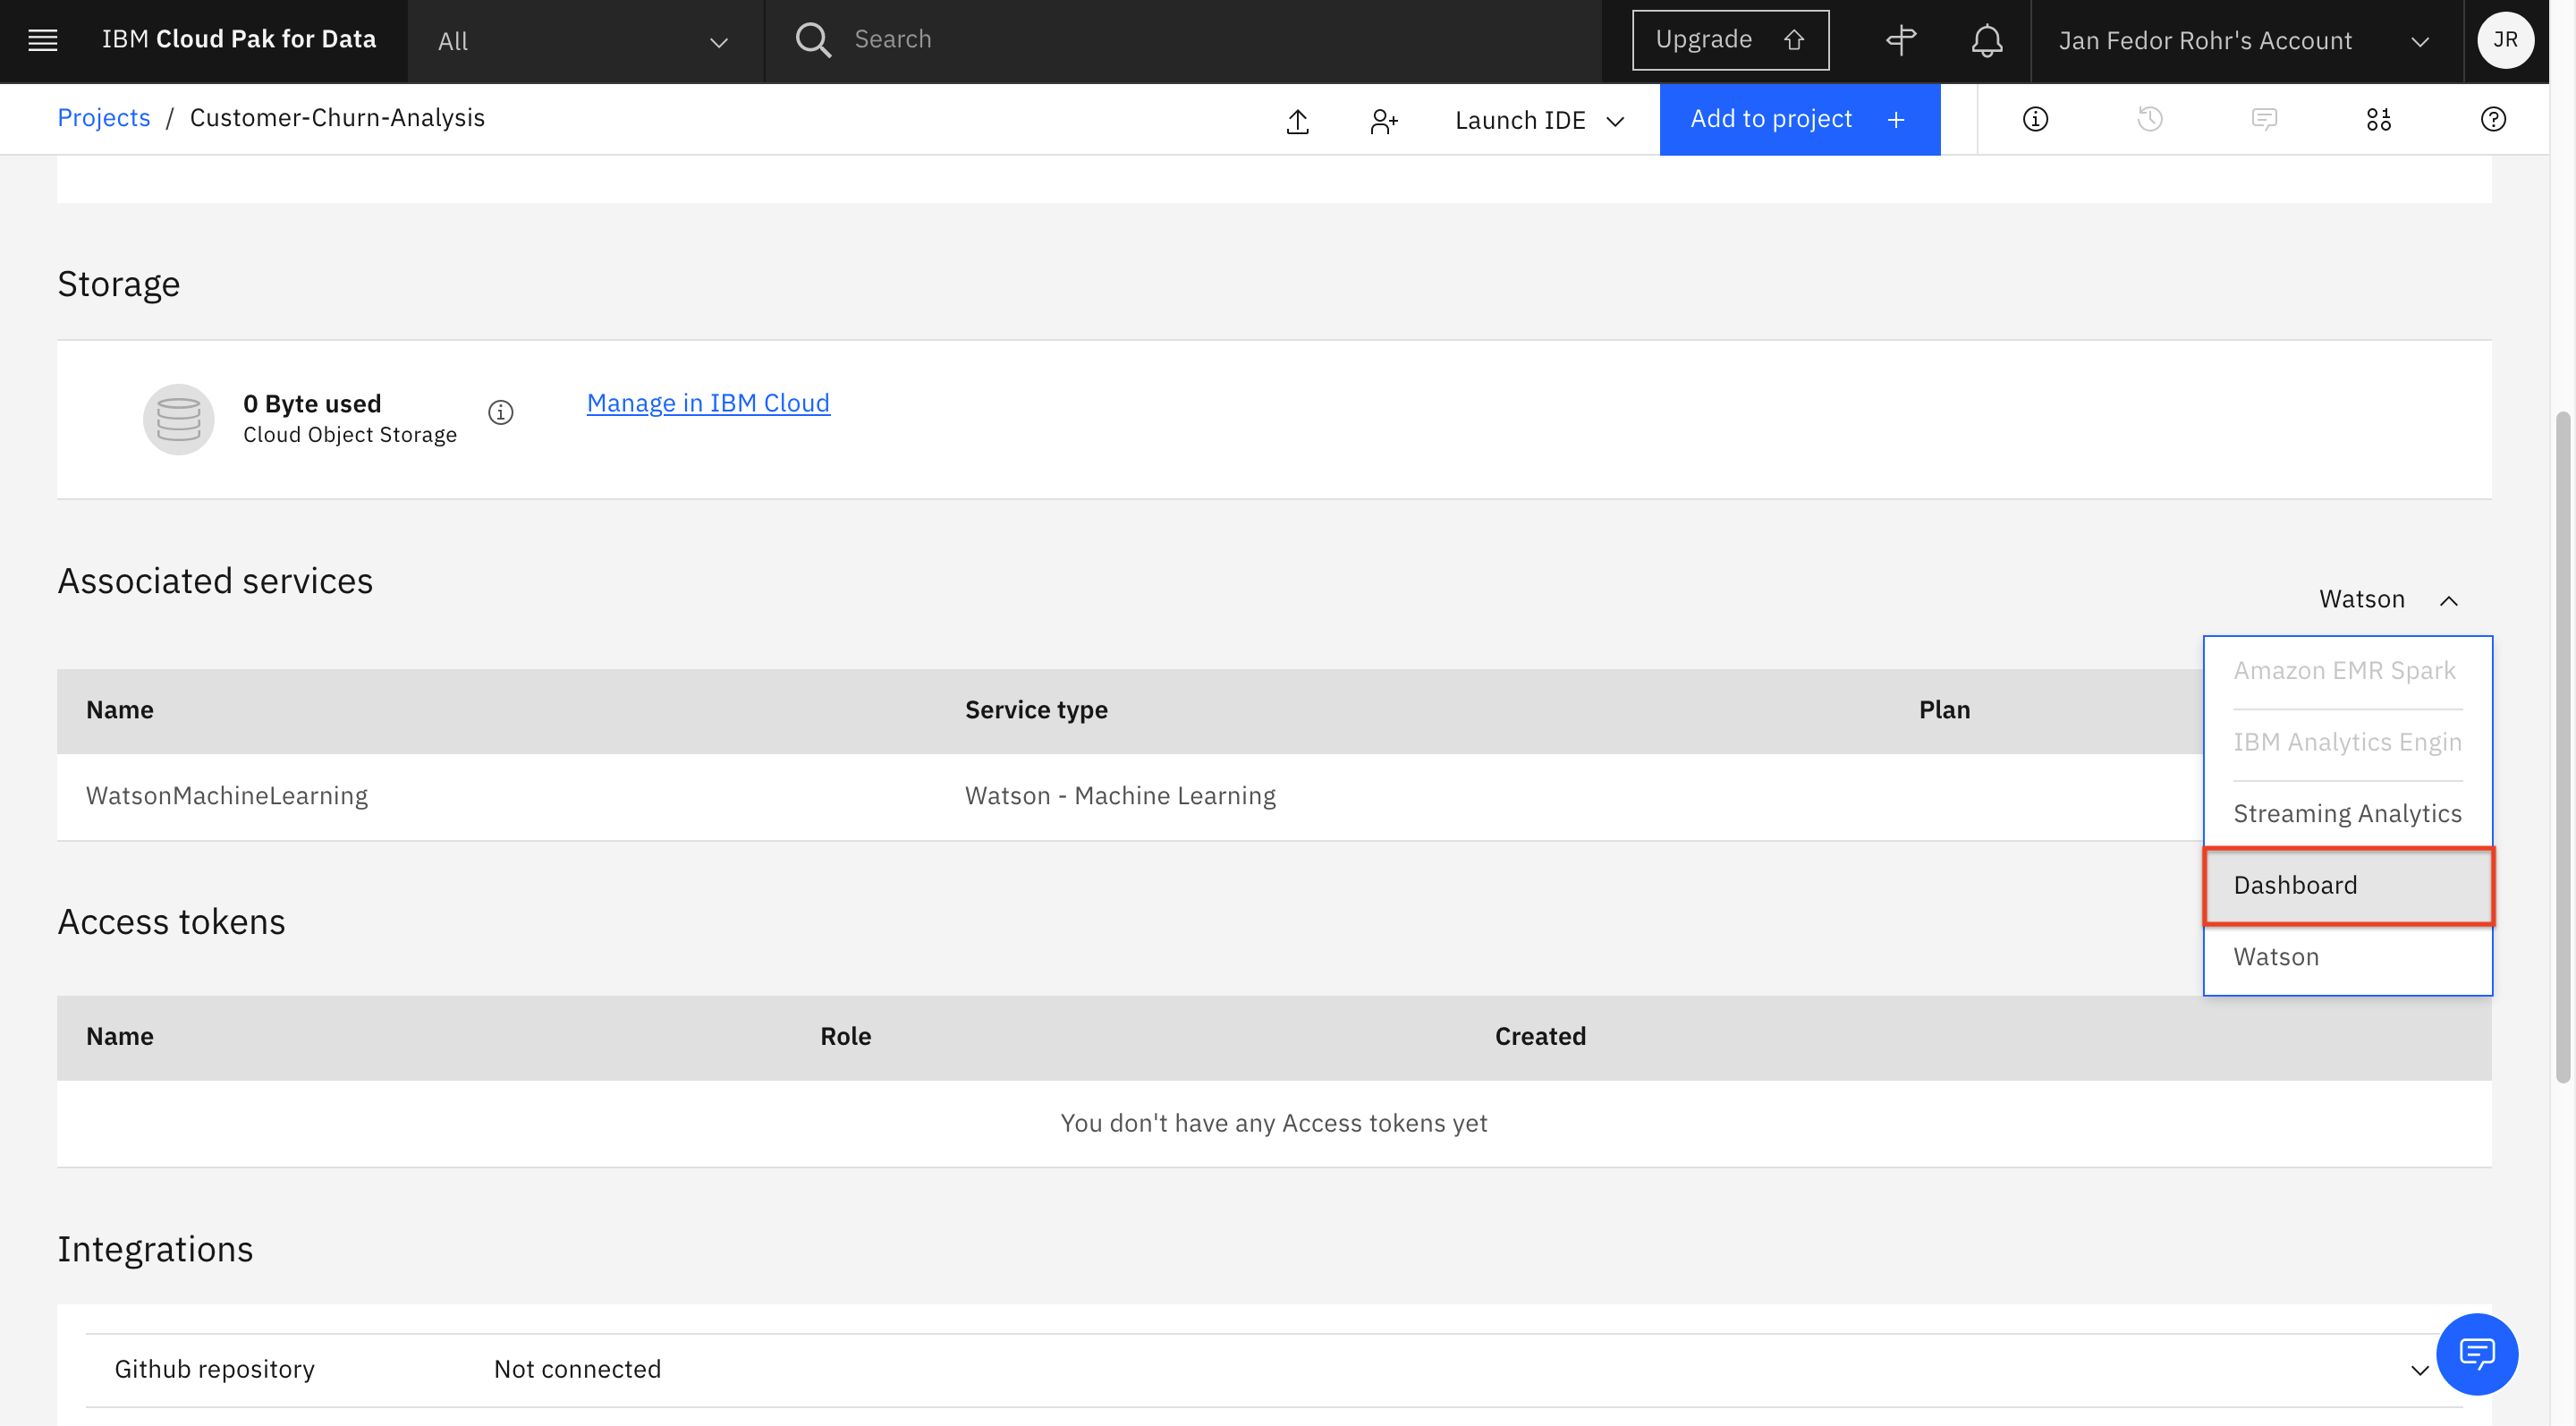 IBM Cloud Pak for Data
All
Search
Upgrade
Jan Fedor Rohr's Account
JR
Projects / Customer-Churn-Analysis
Launch IDE
Add to project +
Storage
0 Byte used
Cloud Object Storage
Manage in IBM Cloud
Associated services
Watson
Name Service type Plan
WatsonMachineLearning Watson - Machine Learning
Amazon EMR Spark
IBM Analytics Engin
Streaming Analytics
Dashboard
Watson
Access tokens
Name Role Created
You don't have any Access tokens yet
Integrations
Github repository Not connected